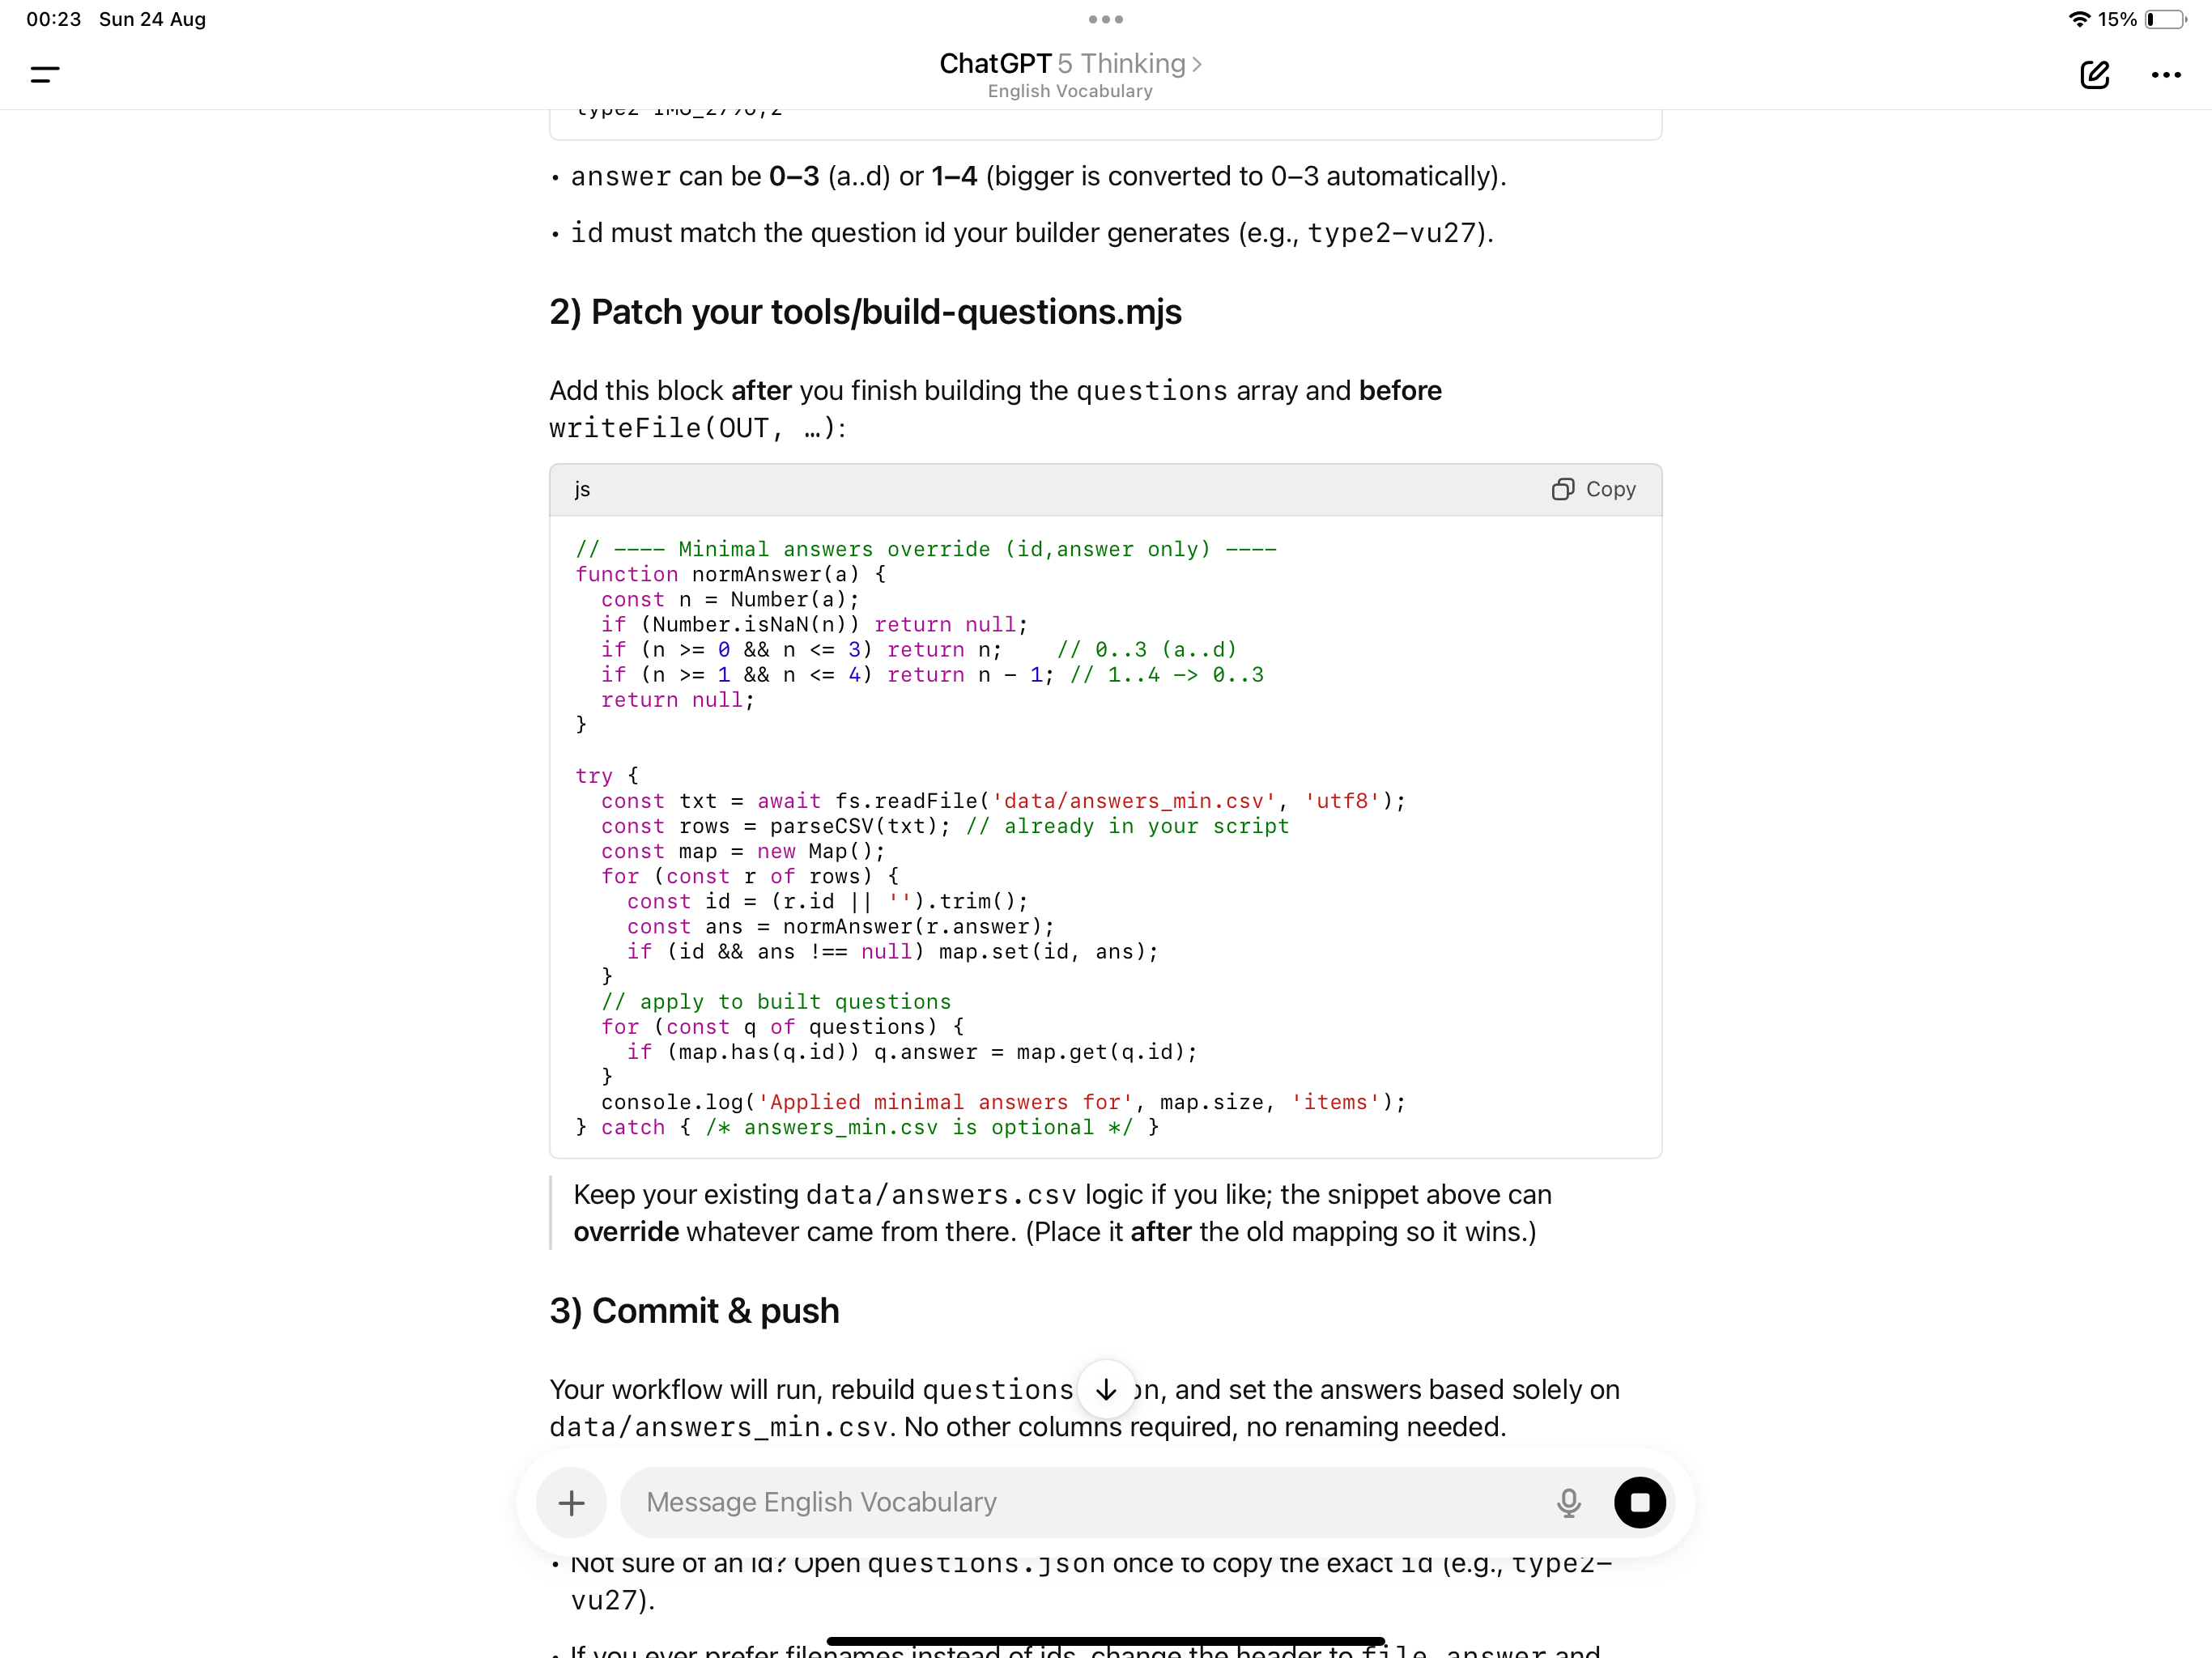 00:23 Sun 24 Aug
15%
ChatGPT 5 Thinking >
English Vocabulary
• answer can be 0–3 (a..d) or 1–4 (bigger is converted to 0–3 automatically).
• id must match the question id your builder generates (e.g., type2-vu27).
2) Patch your tools/build-questions.mjs
Add this block after you finish building the questions array and before
writeFile(OUT, …):
js
Copy
// ---- Minimal answers override (id,answer only) ----
function normAnswer(a) {
  const n = Number(a);
  if (Number.isNaN(n)) return null;
  if (n >= 0 && n <= 3) return n;    // 0..3 (a..d)
  if (n >= 1 && n <= 4) return n - 1; // 1..4 -> 0..3
  return null;
}
try {
  const txt = await fs.readFile('data/answers_min.csv', 'utf8');
  const rows = parseCSV(txt); // already in your script
  const map = new Map();
  for (const r of rows) {
    const id = (r.id || '').trim();
    const ans = normAnswer(r.answer);
    if (id && ans !== null) map.set(id, ans);
  }
  // apply to built questions
  for (const q of questions) {
    if (map.has(q.id)) q.answer = map.get(q.id);
  }
  console.log('Applied minimal answers for', map.size, 'items');
} catch { /* answers_min.csv is optional */ }
Keep your existing data/answers.csv logic if you like; the snippet above can
override whatever came from there. (Place it after the old mapping so it wins.)
3) Commit & push
Your workflow will run, rebuild questions on, and set the answers based solely on
data/answers_min.csv. No other columns required, no renaming needed.
Message English Vocabulary
• Not sure of an id? Open questions.json once to copy the exact id (e.g., type2-
vu27).
• If you ever prefer filenames instead of ids, change the header to file, answer and